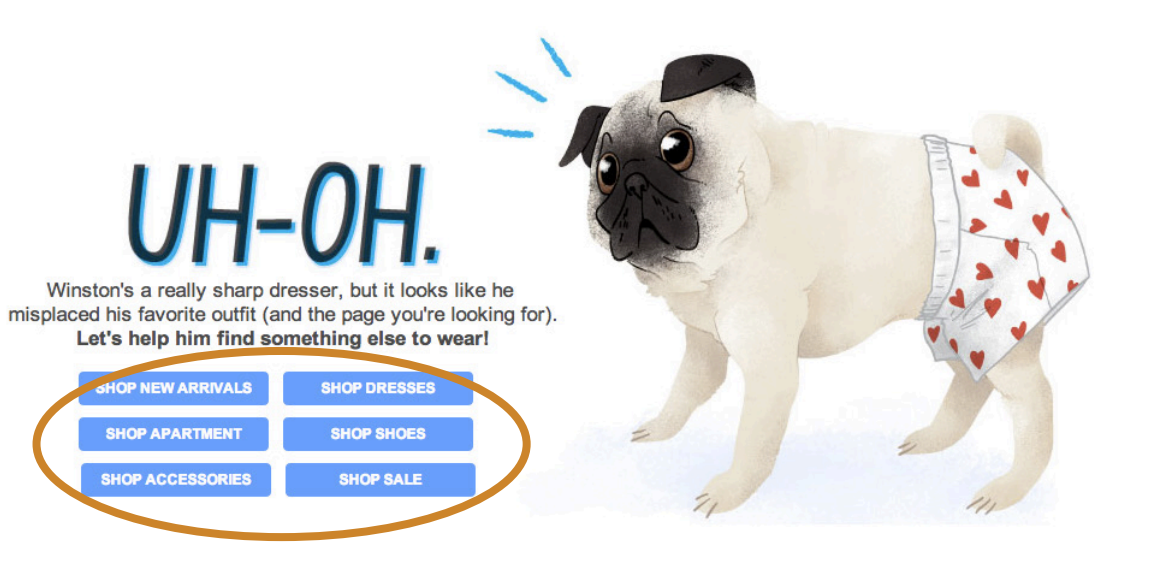 UH-OH.
Winston's a really sharp dresser, but it looks like he
misplaced his favorite outfit (and the page you're looking for).
Let's help him find something else to wear!
SHOP NEW ARRIVALS
SHOP DRESSES
SHOP APARTMENT
SHOP SHOES
SHOP ACCESSORIES
SHOP SALE